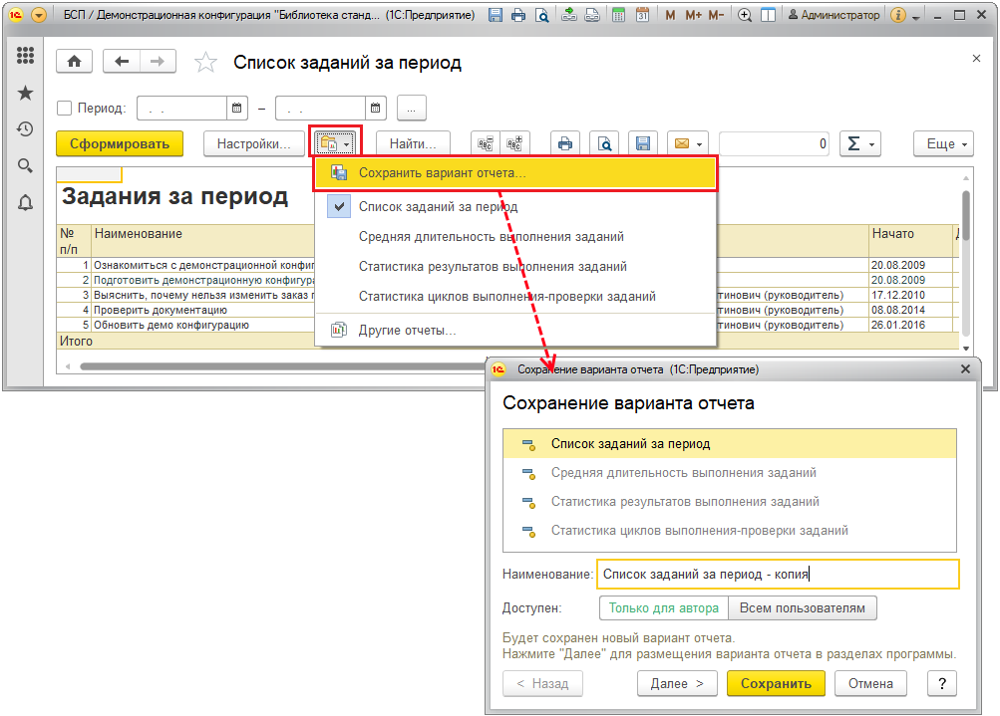 БСП / Демонстрационная конфигурация "Библиотека станд... (1С:Предприятие)
M M+ M- Администратор
Список заданий за период
Период: . . – . . ...
Сформировать Настройки... Найти... 0 Σ Еще
Сохранить вариант отчета...
Список заданий за период
Средняя длительность выполнения заданий
Статистика результатов выполнения заданий
Статистика циклов выполнения-проверки заданий
Другие отчеты...
Задания за период
№ п/п Наименование Начато
1 Ознакомиться с демонстрационной конфиг 20.08.2009
2 Подготовить демонстрационную конфигура 20.08.2009
3 Выяснить, почему нельзя изменить заказ тинович (руководитель) 17.12.2010
4 Проверить документацию тинович (руководитель) 08.08.2014
5 Обновить демо конфигурацию тинович (руководитель) 26.01.2016
Итого
Сохранение варианта отчета (1С:Предприятие)
Сохранение варианта отчета
Список заданий за период
Средняя длительность выполнения заданий
Статистика результатов выполнения заданий
Статистика циклов выполнения-проверки заданий
Наименование: Список заданий за период - копия
Доступен: Только для автора Всем пользователям
Будет сохранен новый вариант отчета.
Нажмите "Далее" для размещения варианта отчета в разделах программы.
< Назад Далее > Сохранить Отмена ?